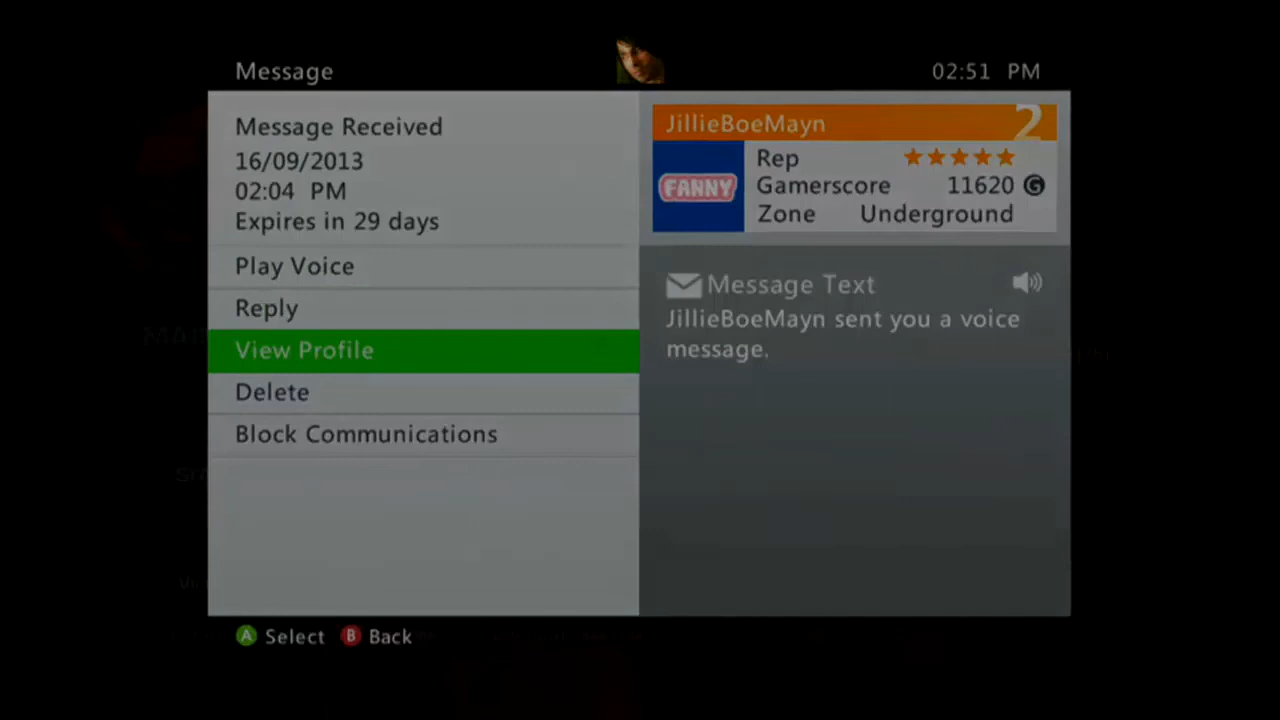 Message
02:51 PM
Message Received
16/09/2013
02:04 PM
Expires in 29 days
Play Voice
Reply
View Profile
Delete
Block Communications
JillieBoeMayn
2
FANNY
Rep
Gamerscore 11620 G
Zone Underground
Message Text
JillieBoeMayn sent you a voice
message.
A Select B Back